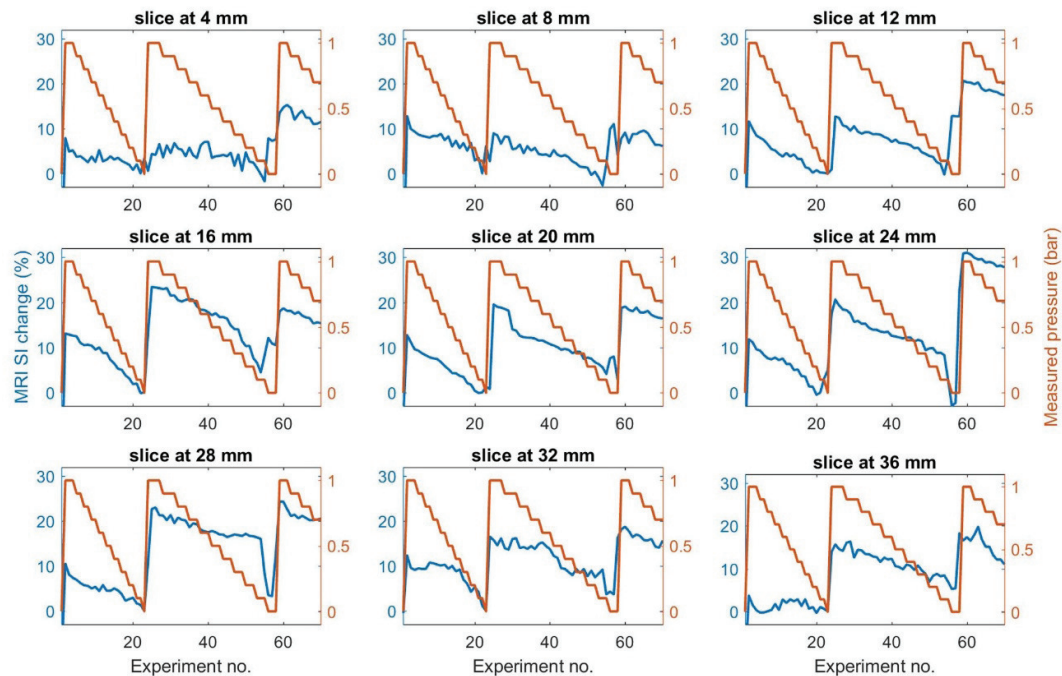 slice at 4 mm slice at 8 mm slice at 12 mm
30 1 30 1 30 1
20 20 20
0.5 0.5 0.5
10 10 10
0 0 0 0 0 0
20 40 60 20 40 60 20 40 60
slice at 16 mm slice at 20 mm slice at 24 mm
MRI SI change (%)
Measured pressure (bar)
30 1 30 1 30 1
20 20 20
0.5 0.5 0.5
10 10 10
0 0 0 0 0 0
20 40 60 20 40 60 20 40 60
slice at 28 mm slice at 32 mm slice at 36 mm
30 1 30 1 30 1
20 20 20
0.5 0.5 0.5
10 10 10
0 0 0 0 0 0
20 40 60 20 40 60 20 40 60
Experiment no. Experiment no. Experiment no.